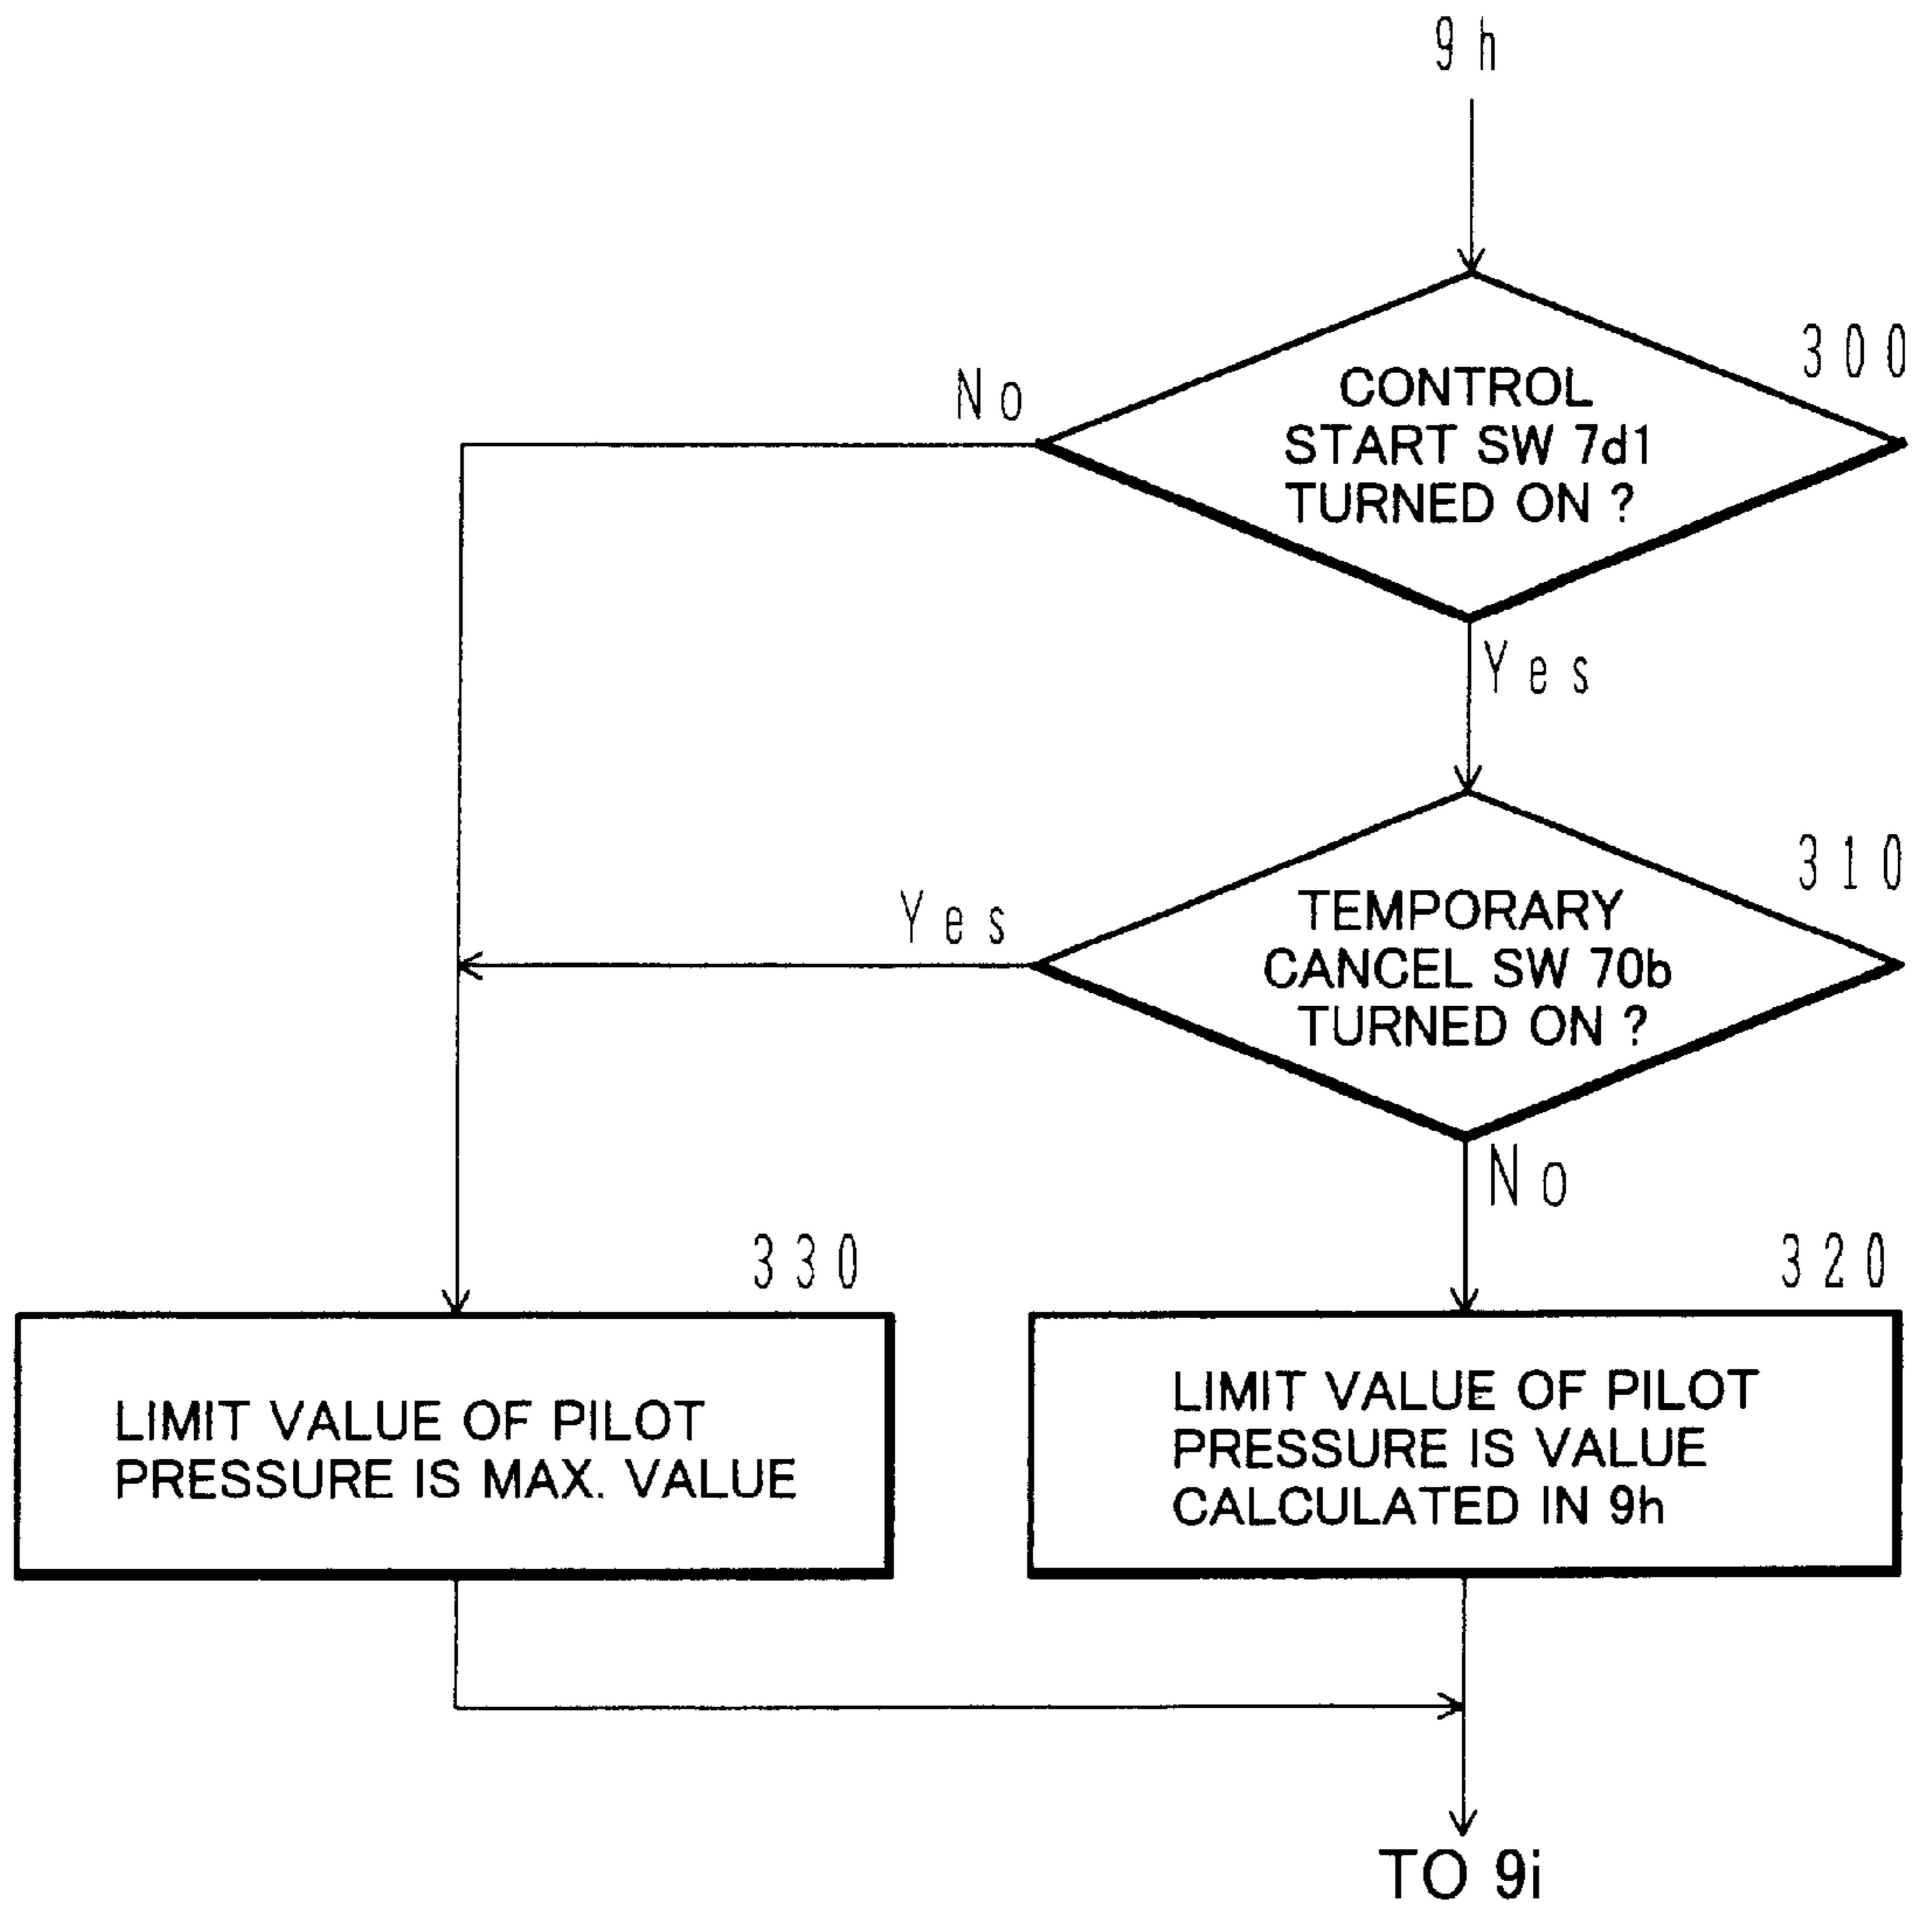 9h
300
CONTROL
START SW 7d1
TURNED ON ?
No
Yes
310
TEMPORARY
CANCEL SW 70b
TURNED ON ?
Yes
No
330
LIMIT VALUE OF PILOT
PRESSURE IS MAX. VALUE
320
LIMIT VALUE OF PILOT
PRESSURE IS VALUE
CALCULATED IN 9h
TO 9i